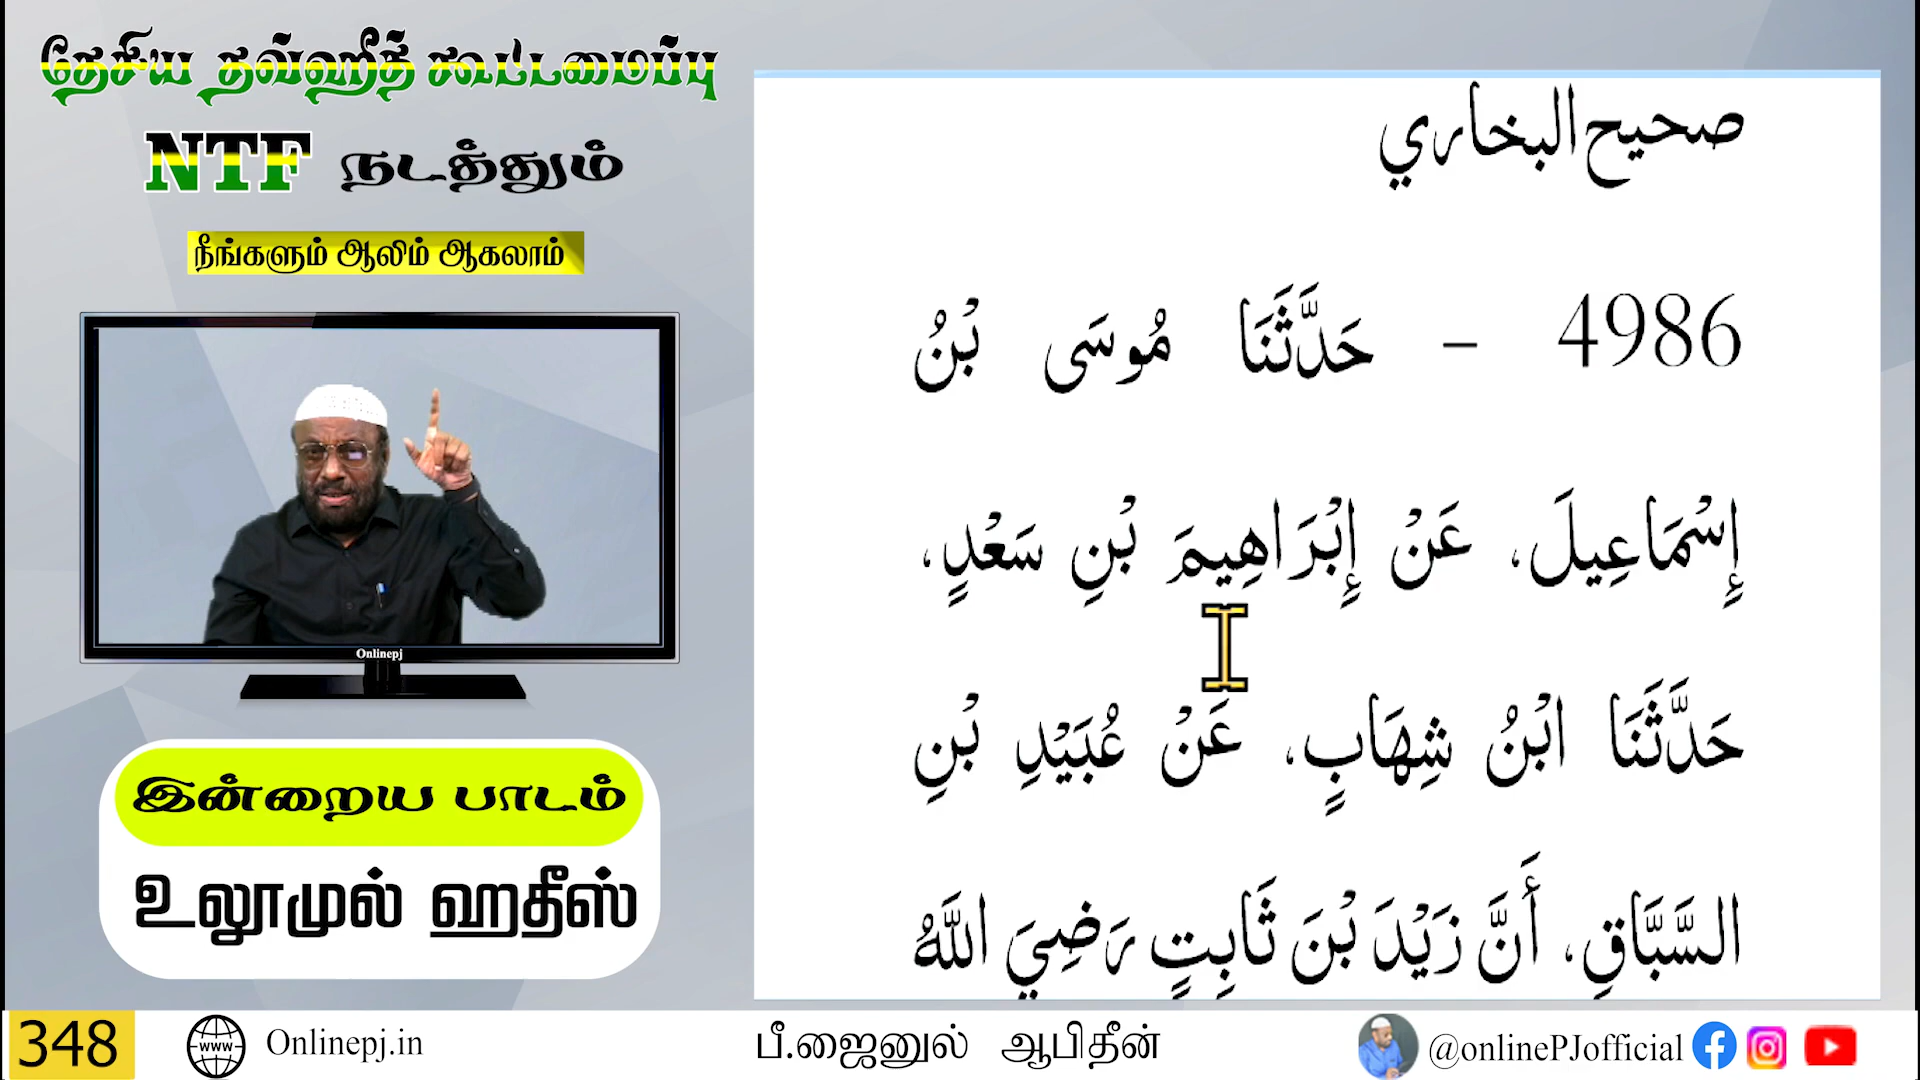 தேசிய தவ்ஹீத் கூட்டமைப்பு
NTF நடத்தும்
நீங்களும் ஆலிம் ஆகலாம்
Onlinepj
இன்றைய பாடம்
உலூமுல் ஹதீஸ்
صحيح البخاري
4986 - حَدَّثَنَا مُوسَى بْنُ
إِسْمَاعِيلَ، عَنْ إِبْرَاهِيمَ بْنِ سَعْدٍ،
حَدَّثَنَا ابْنُ شِهَابٍ، عَنْ عُبَيْدِ بْنِ
السَّبَّاقِ، أَنَّ زَيْدَ بْنَ ثَابِتٍ رَضِيَ اللَّهُ
348
www
Onlinepj.in
பீ.ஜைனுல் ஆபிதீன்
@onlinePJofficial